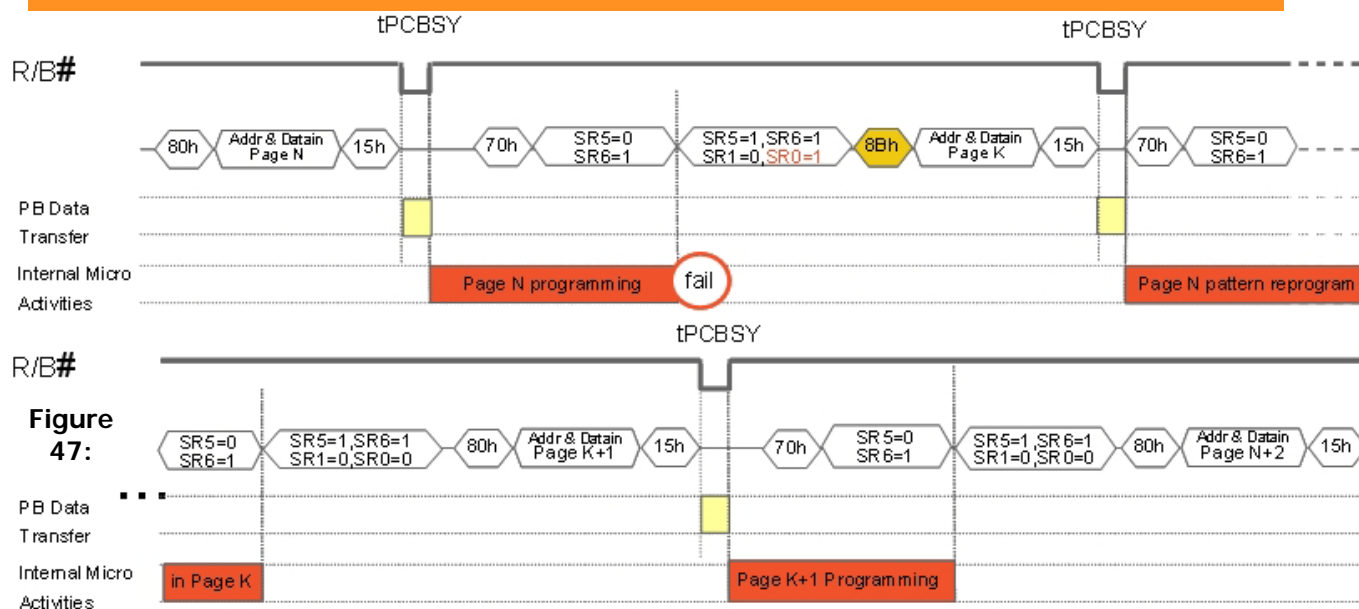 tPCBSY tPCBSY
R/B#
80h Addr & Datain 15h 70h SR5=0 SR5=1,SR6=1 8Bh Addr & Datain 15h 70h SR5=0
Page N SR6=1 SR1=0,SR0=1 Page K SR6=1
PB Data
Transfer
Internal Micro Page N programming fail Page N pattern reprogram
Activities
tPCBSY
R/B#
Figure
47:
SR5=0 SR5=1,SR6=1 80h Addr & Datain 15h 70h SR5=0 SR5=1,SR6=1 80h Addr & Datain 15h
SR6=1 SR1=0,SR0=0 Page K+1 SR6=1 SR1=0,SR0=0 Page N+2
PB Data
Transfer
Internal Micro in Page K Page K+1 Programming
Activities